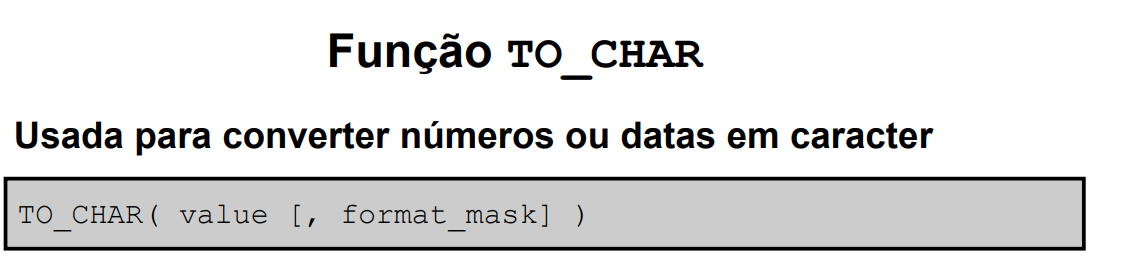 Função TO_CHAR
Usada para converter números ou datas em caracter
TO_CHAR( value [, format_mask] )